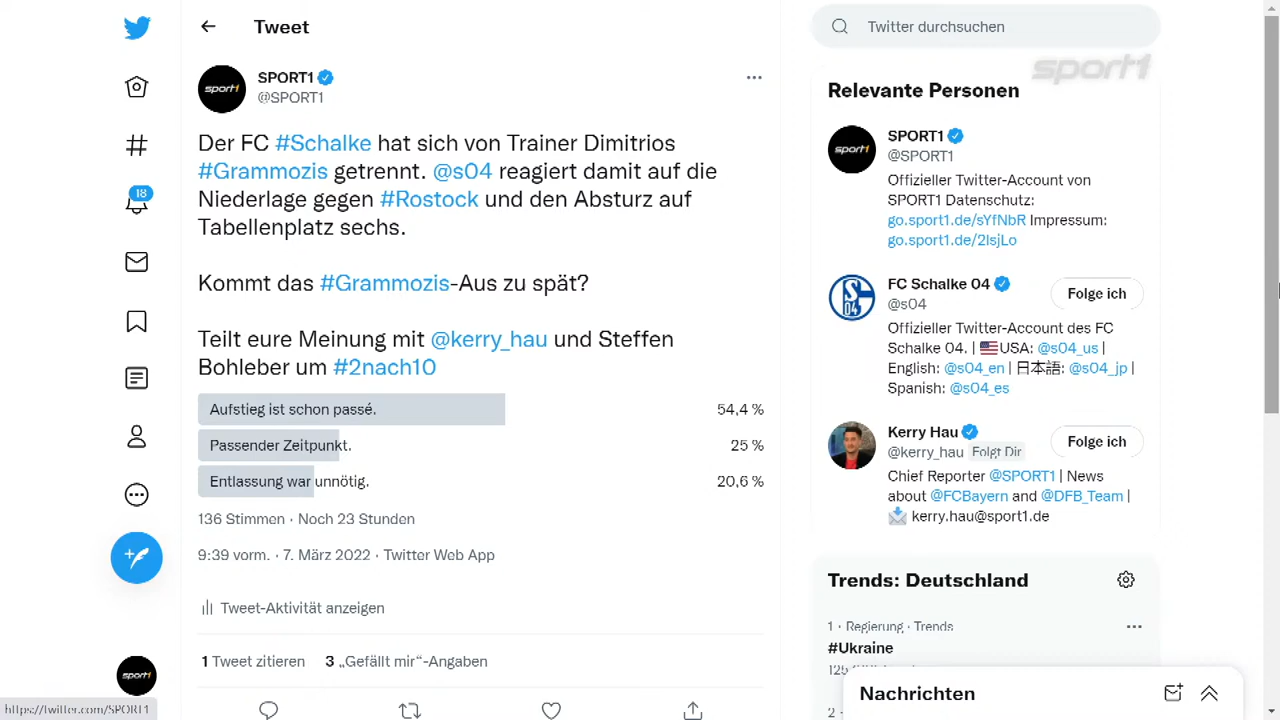 Tweet
SPORT1
@SPORT1
Der FC #Schalke hat sich von Trainer Dimitrios
#Grammozis getrennt. @s04 reagiert damit auf die
Niederlage gegen #Rostock und den Absturz auf
Tabellenplatz sechs.
Kommt das #Grammozis-Aus zu spät?
Teilt eure Meinung mit @kerry_hau und Steffen
Bohleber um #2nach10
Aufstieg ist schon passé. 54,4 %
Passender Zeitpunkt. 25 %
Entlassung war unnötig. 20,6 %
136 Stimmen · Noch 23 Stunden
9:39 vorm. · 7. März 2022 · Twitter Web App
Tweet-Aktivität anzeigen
1 Tweet zitieren 3 „Gefällt mir“-Angaben
18
sport1
sport1
https://twitter.com/SPORT1
Twitter durchsuchen
sport1
Relevante Personen
sport1
SPORT1
@SPORT1
Offizieller Twitter-Account von
SPORT1 Datenschutz:
go.sport1.de/sYfNbR Impressum:
go.sport1.de/2IsjLo
FC Schalke 04
@s04
Folge ich
Offizieller Twitter-Account des FC
Schalke 04. | 🇺🇸USA: @s04_us |
English: @s04_en | 日本語: @s04_jp |
Spanish: @s04_es
Kerry Hau
@kerry_hau Folgt Dir
Folge ich
Chief Reporter @SPORT1 | News
about @FCBayern and @DFB_Team |
📩 kerry.hau@sport1.de
Trends: Deutschland
1 · Regierung · Trends
#Ukraine
Nachrichten
2 ·